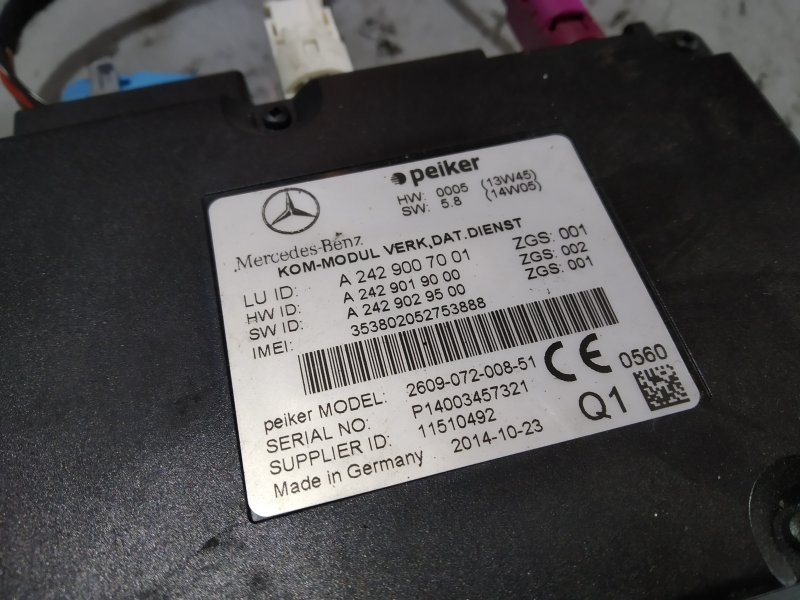 peiker
HW: 0005 (13W45)
SW: 5.8 (14W05)
Mercedes-Benz
KOM-MODUL VERK,DAT.DIENST
LU ID: A 242 900 70 01 ZGS: 001
HW ID: A 242 901 90 00 ZGS: 002
SW ID: A 242 902 95 00 ZGS: 001
IMEI: 353802052753888
peiker MODEL: 2609-072-008-51
SERIAL NO: P14003457321
SUPPLIER ID: 11510492
Made in Germany 2014-10-23
CE 0560
Q1